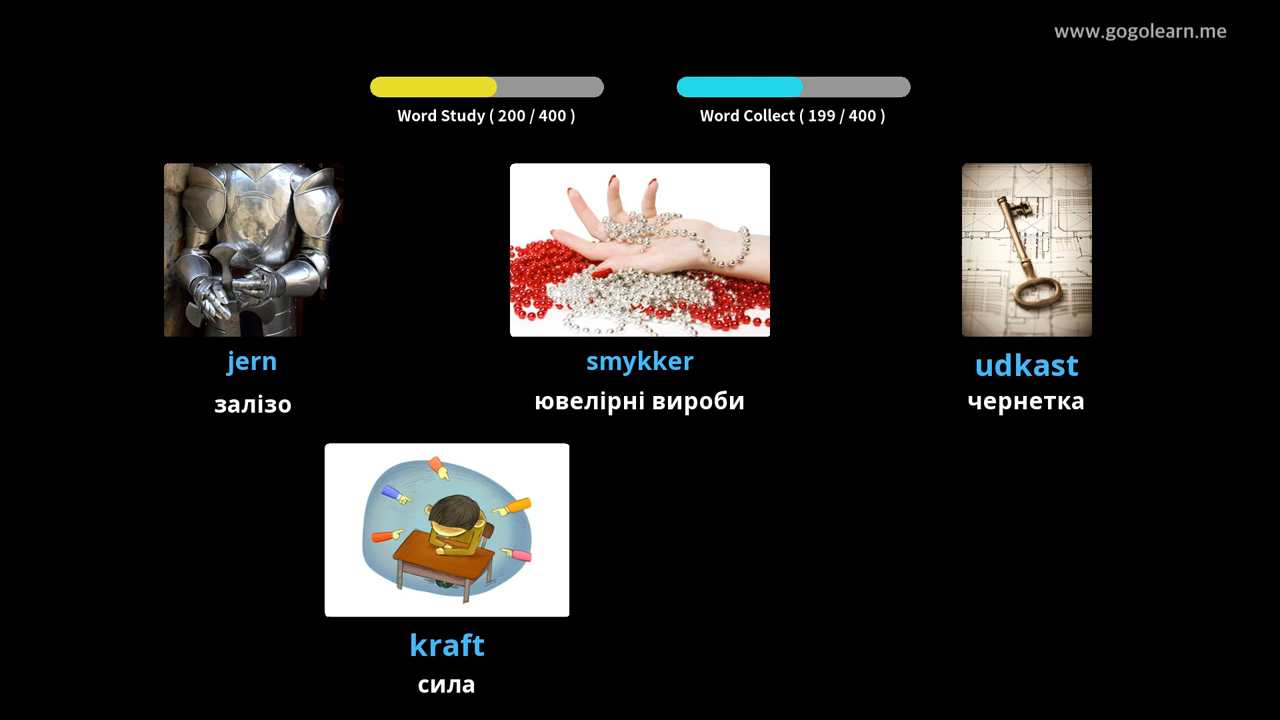 www.gogolearn.me
Word Study ( 200 / 400 )
Word Collect ( 199 / 400 )
jern
smykker
udkast
залізо
ювелірні вироби
чернетка
kraft
сила